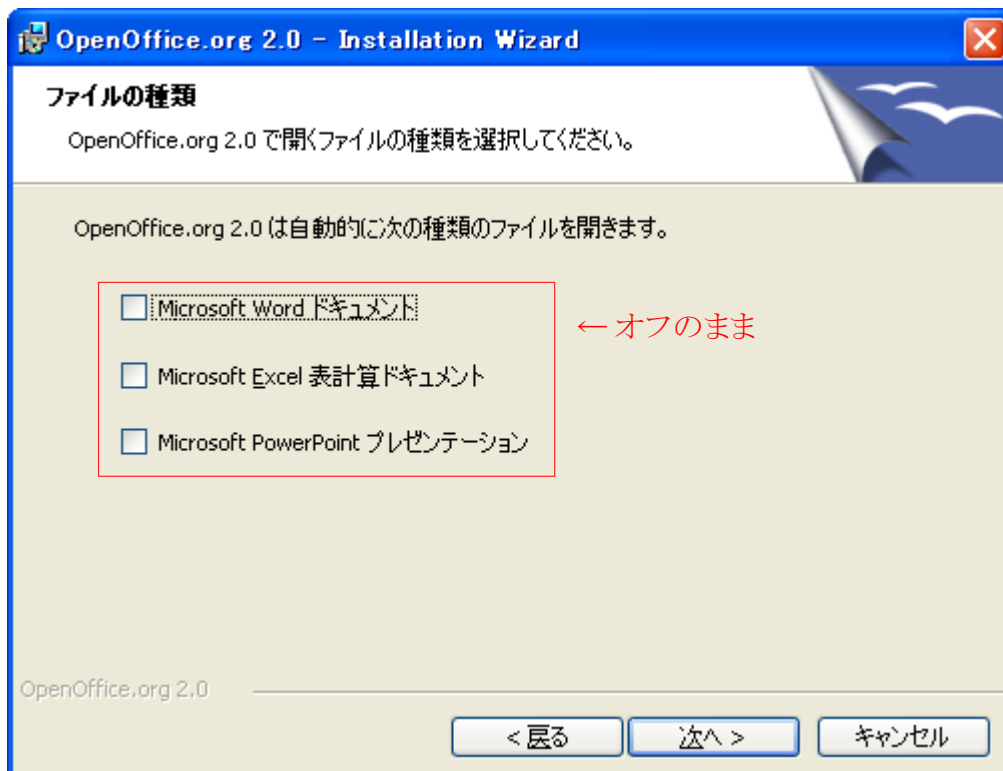 OpenOffice.org 2.0 - Installation Wizard
ファイルの種類
OpenOffice.org 2.0 で開くファイルの種類を選択してください。
OpenOffice.org 2.0 は自動的に次の種類のファイルを開きます。
Microsoft Word ドキュメント
←オフのまま
Microsoft Excel 表計算ドキュメント
Microsoft PowerPoint プレゼンテーション
OpenOffice.org 2.0
< 戻る 次へ > キャンセル